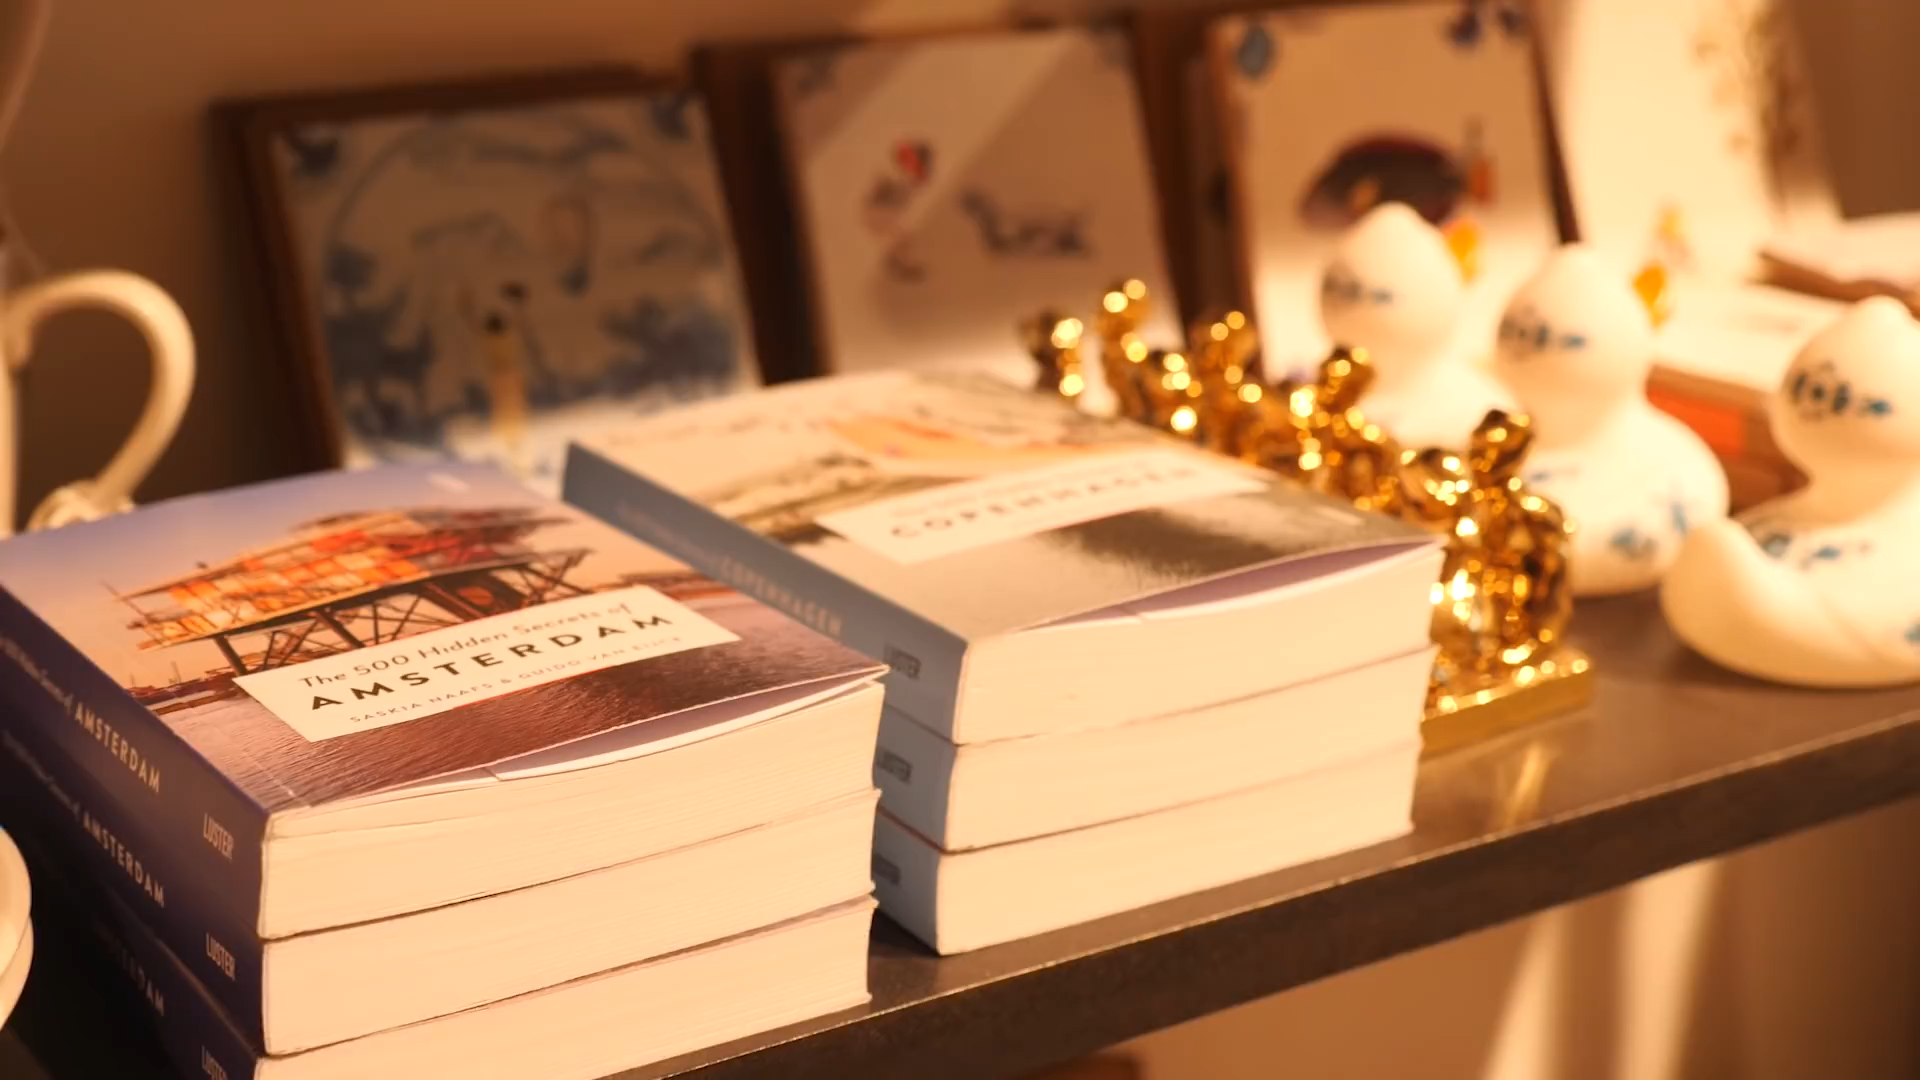 The 500 Hidden Secrets of
AMSTERDAM
SASKIA NAAFS & GUIDO VAN EIJCK
COPENHAGEN
AMSTERDAM
LUSTER
AMSTERDAM
LUSTER
LUSTER
COPENHAGEN
LUSTER
LUSTER